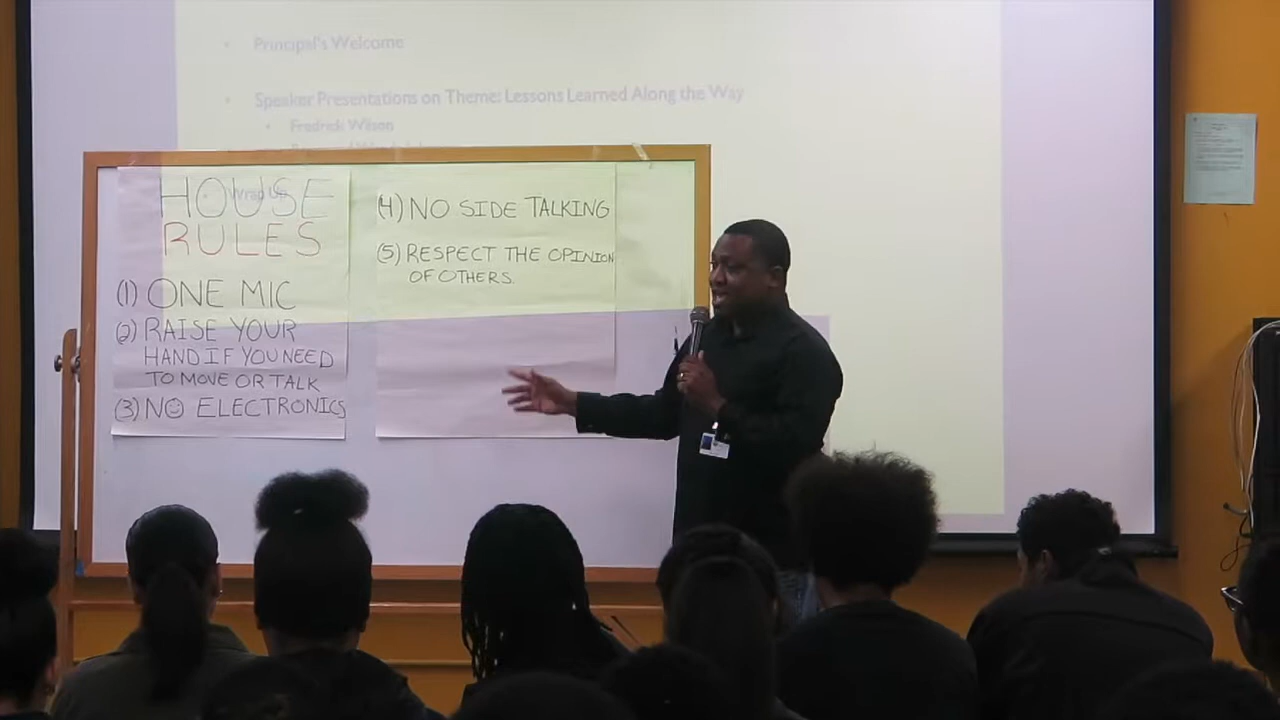 Principal's Welcome
Speaker Presentations on Theme: Lessons Learned Along the Way
Fredrick Wilson
Wrap Up
HOUSE
RULES
(1) ONE MIC
(2) RAISE YOUR
HAND IF YOU NEED
TO MOVE OR TALK
(3) NO ELECTRONICS
(4) NO SIDE TALKING
(5) RESPECT THE OPINION
OF OTHERS.